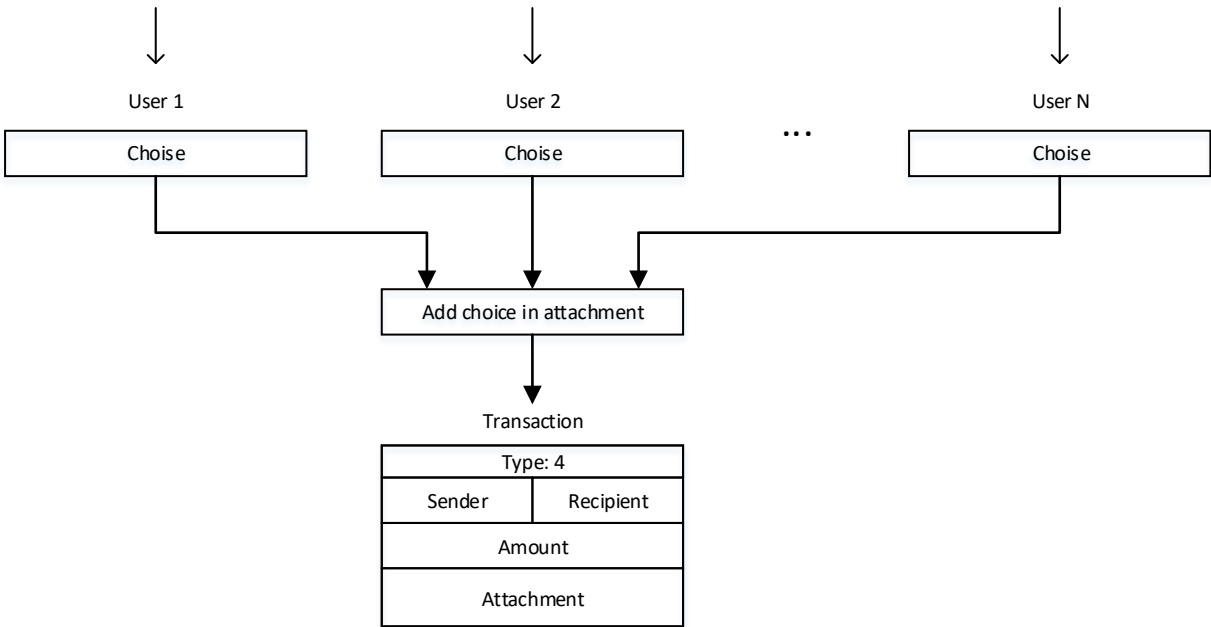 User 1
User 2
User N
...
Choise
Choise
Choise
Add choice in attachment
Transaction
Type: 4
Sender
Recipient
Amount
Attachment